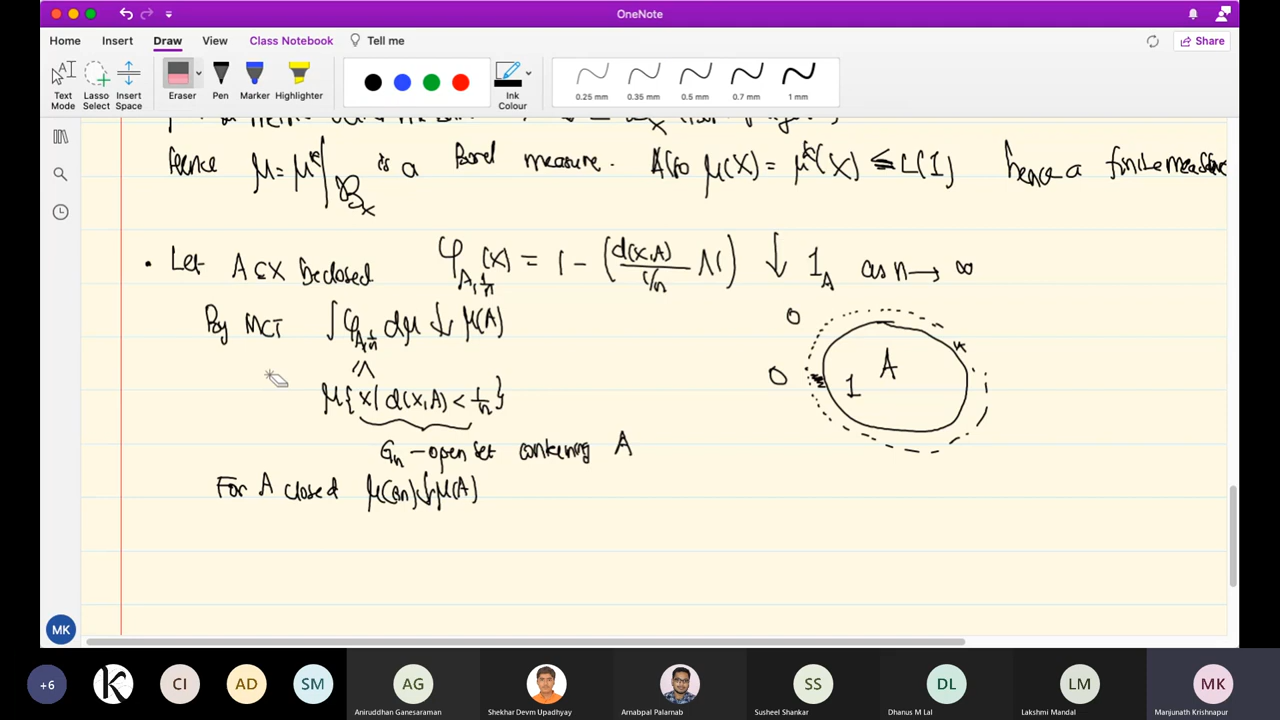 OneNote
Home Insert Draw View Class Notebook Tell me Share
Text Mode Lasso Select Insert Space Eraser Pen Marker Highlighter Ink Colour 0.25 mm 0.35 mm 0.5 mm 0.7 mm 1 mm
Hence μ = μ*|𝓑_X is a Borel measure. Also μ(X) = μ*(X) ≤ L(1) hence a finite measure
• Let A ⊆ X be closed φ_{A,1/n}(x) = 1 - (d(x,A)/(1/n) ∧ 1) ↓ 1_A as n → ∞
By MCT ∫φ_{A,1/n} dμ ↓ μ(A)
μ{x | d(x,A) < 1/n}
G_n - open set containing A
For A closed μ(Gn)↓μ(A)
0
0
1
A
MK
+6 K CI AD SM AG SS DL LM MK
Aniruddhan Ganesaraman Shekhar Devm Upadhyay Arnabpal Palarnab Susheel Shankar Dhanus M Lal Lakshmi Mandal Manjunath Krishnapur